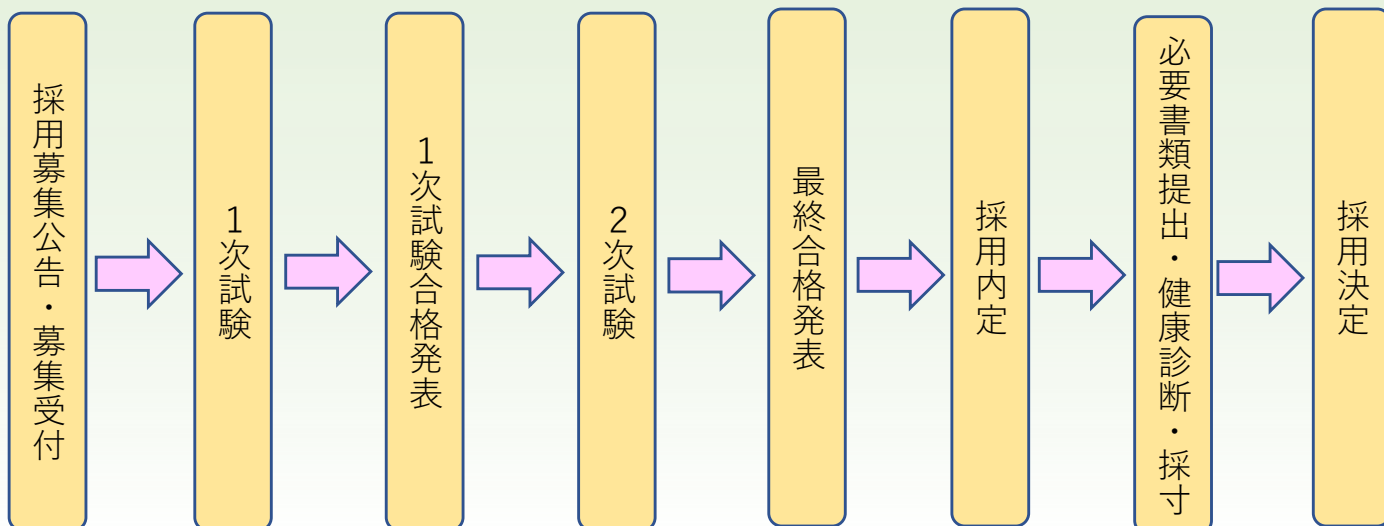 採用募集公告・募集受付
1次試験
1次試験合格発表
2次試験
最終合格発表
採用内定
必要書類提出・健康診断・採寸
採用決定